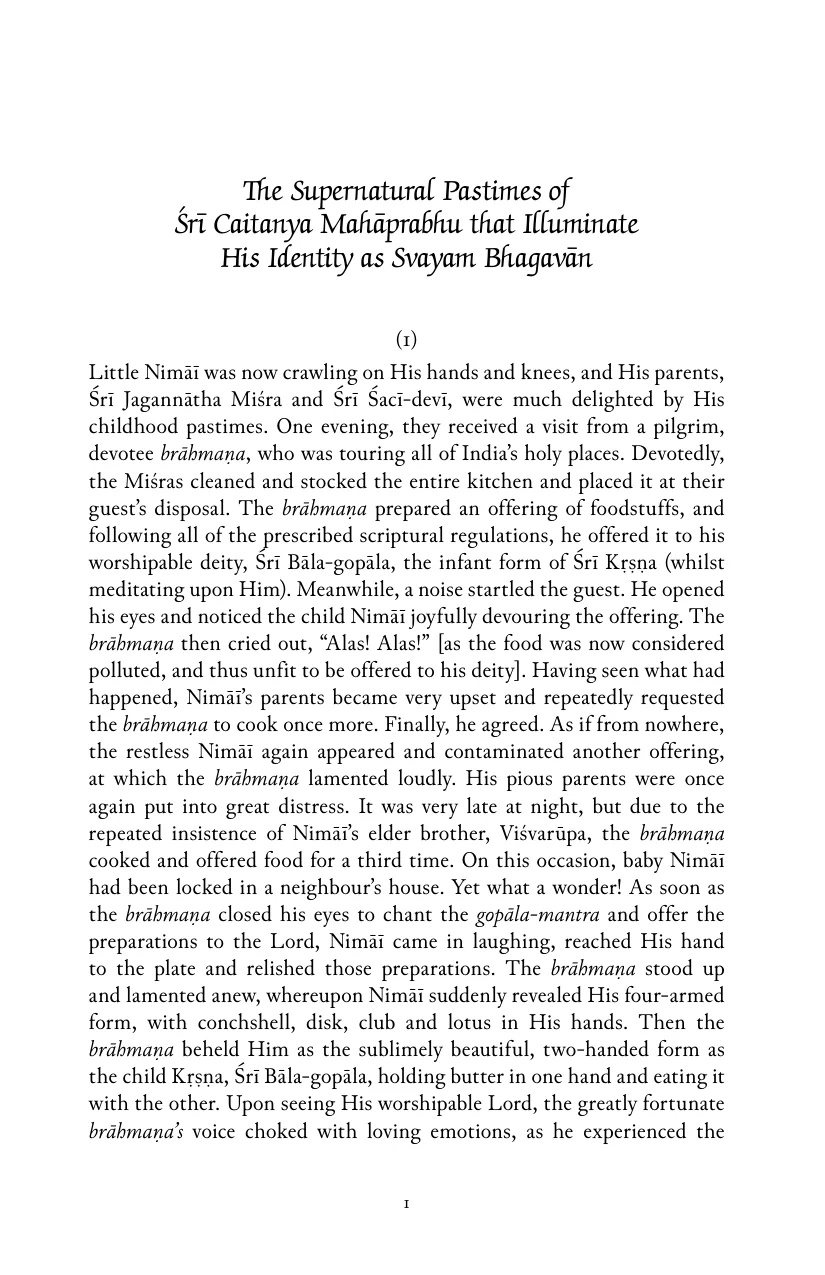 The Supernatural Pastimes of
Śrī Caitanya Mahāprabhu that Illuminate
His Identity as Svayam Bhagavān
(1)
Little Nimāī was now crawling on His hands and knees, and His parents,
Śrī Jagannātha Miśra and Śrī Śacī-devī, were much delighted by His
childhood pastimes. One evening, they received a visit from a pilgrim,
devotee brāhmaṇa, who was touring all of India’s holy places. Devotedly,
the Miśras cleaned and stocked the entire kitchen and placed it at their
guest’s disposal. The brāhmaṇa prepared an offering of foodstuffs, and
following all of the prescribed scriptural regulations, he offered it to his
worshipable deity, Śrī Bāla-gopāla, the infant form of Śrī Kṛṣṇa (whilst
meditating upon Him). Meanwhile, a noise startled the guest. He opened
his eyes and noticed the child Nimāī joyfully devouring the offering. The
brāhmaṇa then cried out, “Alas! Alas!” [as the food was now considered
polluted, and thus unfit to be offered to his deity]. Having seen what had
happened, Nimāī’s parents became very upset and repeatedly requested
the brāhmaṇa to cook once more. Finally, he agreed. As if from nowhere,
the restless Nimāī again appeared and contaminated another offering,
at which the brāhmaṇa lamented loudly. His pious parents were once
again put into great distress. It was very late at night, but due to the
repeated insistence of Nimāī’s elder brother, Viśvarūpa, the brāhmaṇa
cooked and offered food for a third time. On this occasion, baby Nimāī
had been locked in a neighbour’s house. Yet what a wonder! As soon as
the brāhmaṇa closed his eyes to chant the gopāla-mantra and offer the
preparations to the Lord, Nimāī came in laughing, reached His hand
to the plate and relished those preparations. The brāhmaṇa stood up
and lamented anew, whereupon Nimāī suddenly revealed His four-armed
form, with conchshell, disk, club and lotus in His hands. Then the
brāhmaṇa beheld Him as the sublimely beautiful, two-handed form as
the child Kṛṣṇa, Śrī Bāla-gopāla, holding butter in one hand and eating it
with the other. Upon seeing His worshipable Lord, the greatly fortunate
brāhmaṇa’s voice choked with loving emotions, as he experienced the
1